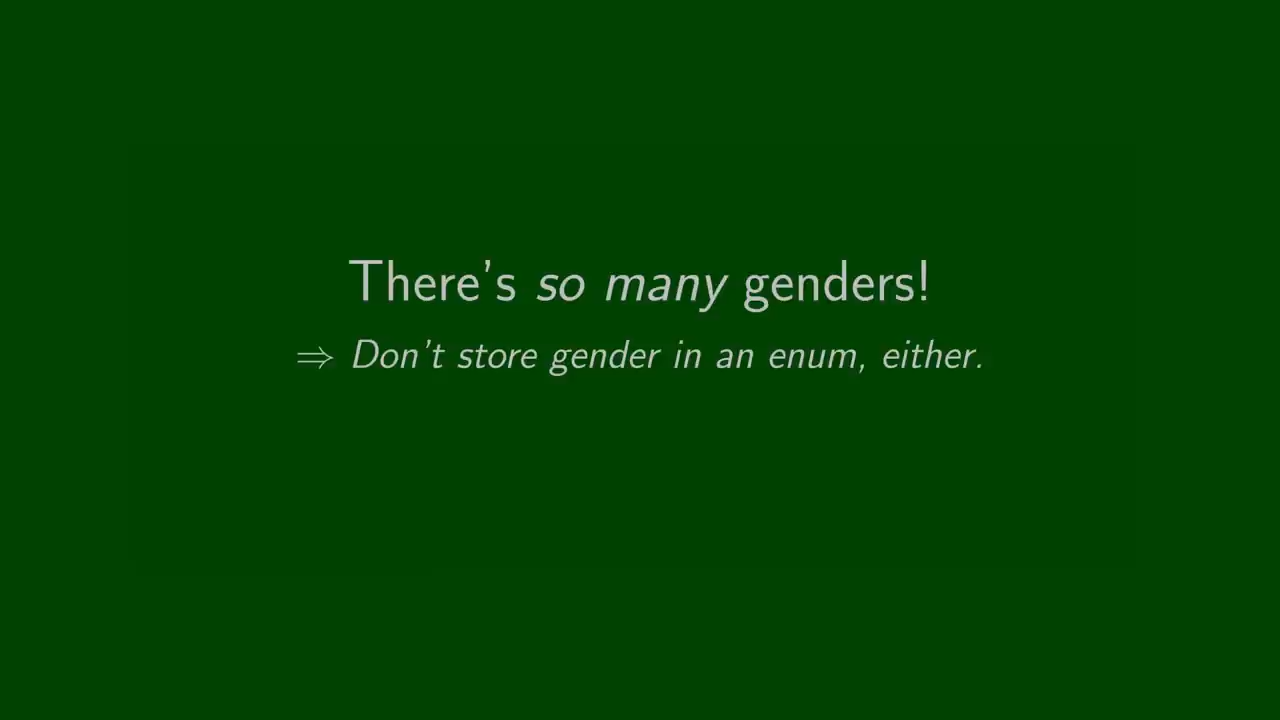 There's so many genders!
⇒ Don't store gender in an enum, either.